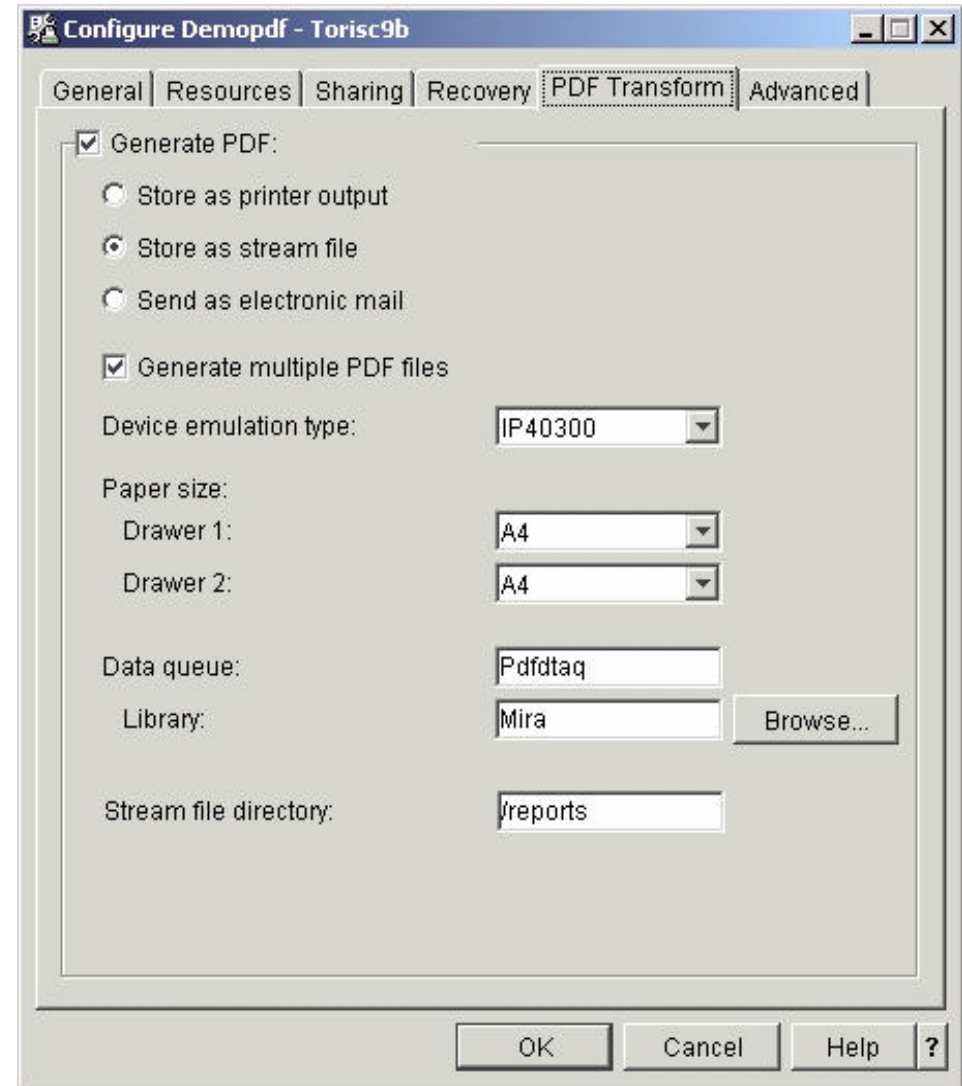 Configure Demopdf - Torisc9b
General Resources Sharing Recovery PDF Transform Advanced
Generate PDF:
Store as printer output
Store as stream file
Send as electronic mail
Generate multiple PDF files
Device emulation type: IP40300
Paper size:
Drawer 1: A4
Drawer 2: A4
Data queue: Pdfdtaq
Library: Mira Browse...
Stream file directory: /reports
OK Cancel Help ?